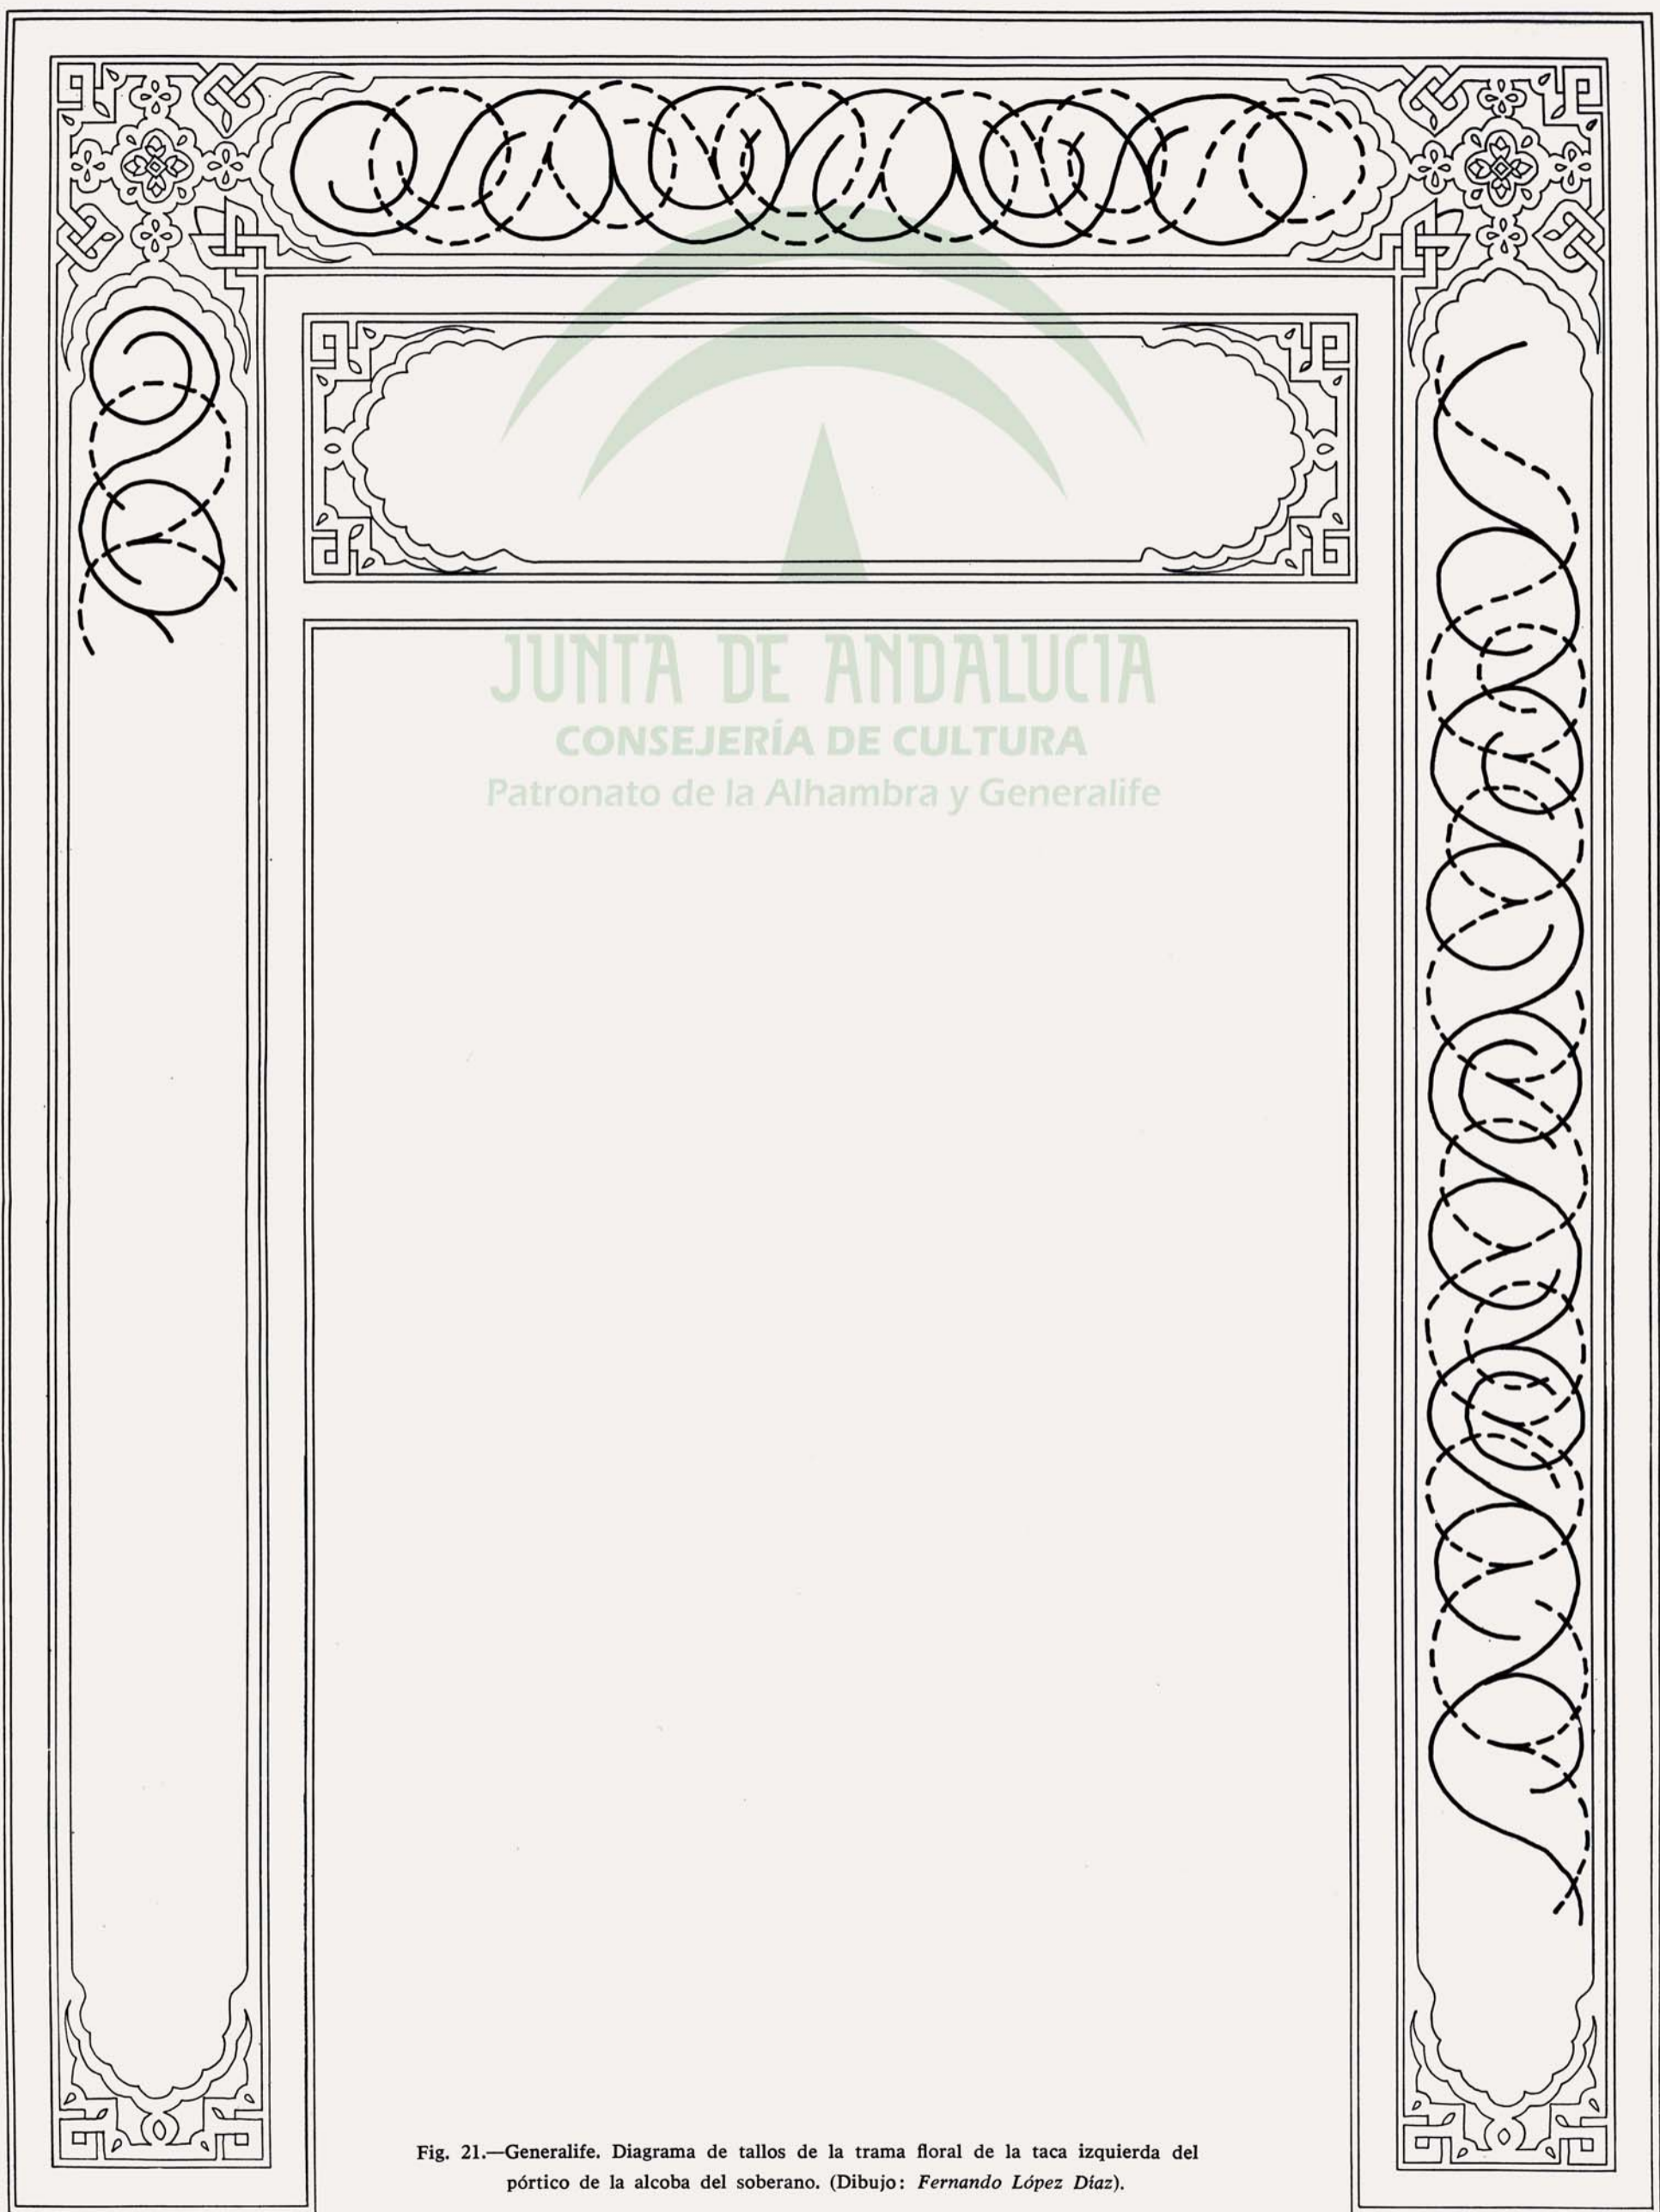 JUNTA DE ANDALUCIA
CONSEJERÍA DE CULTURA
Patronato de la Alhambra y Generalife
Fig. 21.—Generalife. Diagrama de tallos de la trama floral de la taca izquierda del
pórtico de la alcoba del soberano. (Dibujo: Fernando López Díaz).